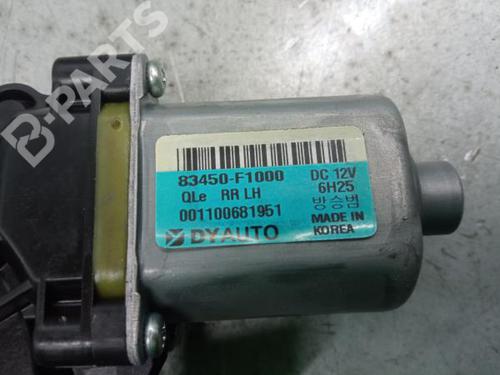 B-PARTS
83450-F1000 DC 12V
QLe RR LH 6H25
001100681951 방승범
DYAUTO MADE IN
KOREA